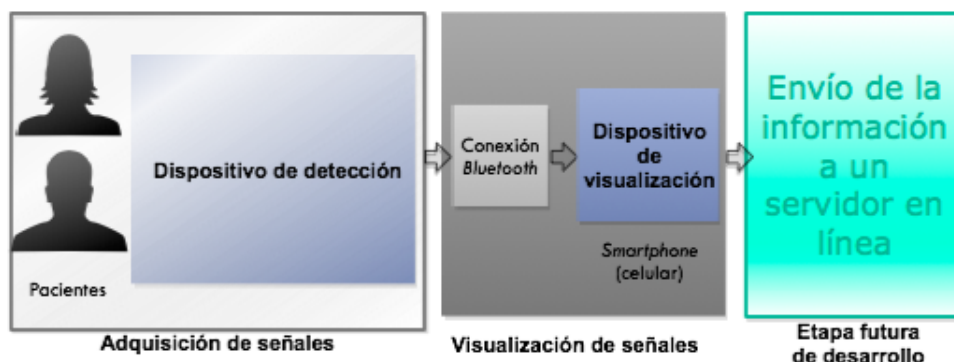 Pacientes
Dispositivo de detección
Adquisición de señales
Conexión
Bluetooth
Dispositivo
de
visualización
Smartphone
(celular)
Visualización de señales
Envío de la
información
a un
servidor en
línea
Etapa futura
de desarrollo